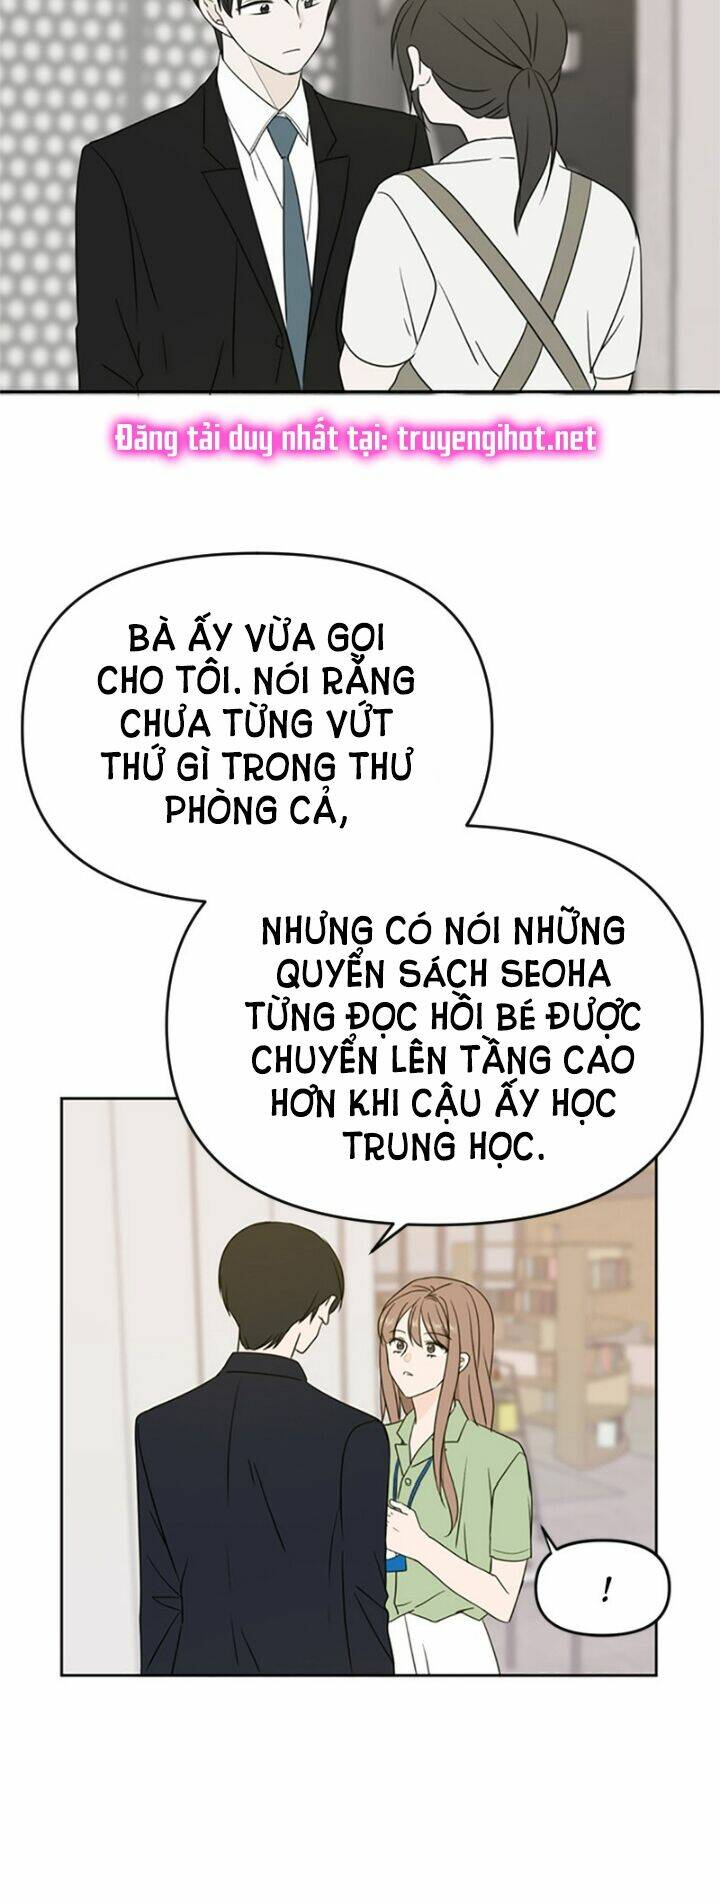 Đăng tải duy nhất tại: truyengihot.net
BÀ ẤY VỪA GỌI
CHO TÔI. NÓI RẰNG
CHƯA TỪNG VỨT
THỨ GÌ TRONG THƯ
PHÒNG CẢ,
NHƯNG CÓ NÓI NHỮNG
QUYỂN SÁCH SEOHA
TỪNG ĐỌC HỒI BÉ ĐƯỢC
CHUYỂN LÊN TẦNG CAO
HƠN KHI CẬU ẤY HỌC
TRUNG HỌC.
!